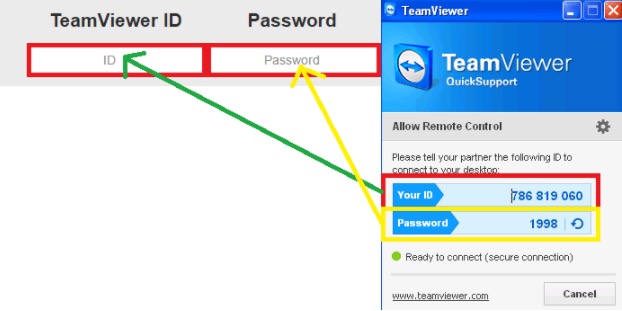 TeamViewer ID
Password
ID
Password
TeamViewer
TeamViewer
QuickSupport
Allow Remote Control
Please tell your partner the following ID to
connect to your desktop:
Your ID 786 819 060
Password 1998
Ready to connect (secure connection)
www.teamviewer.com
Cancel